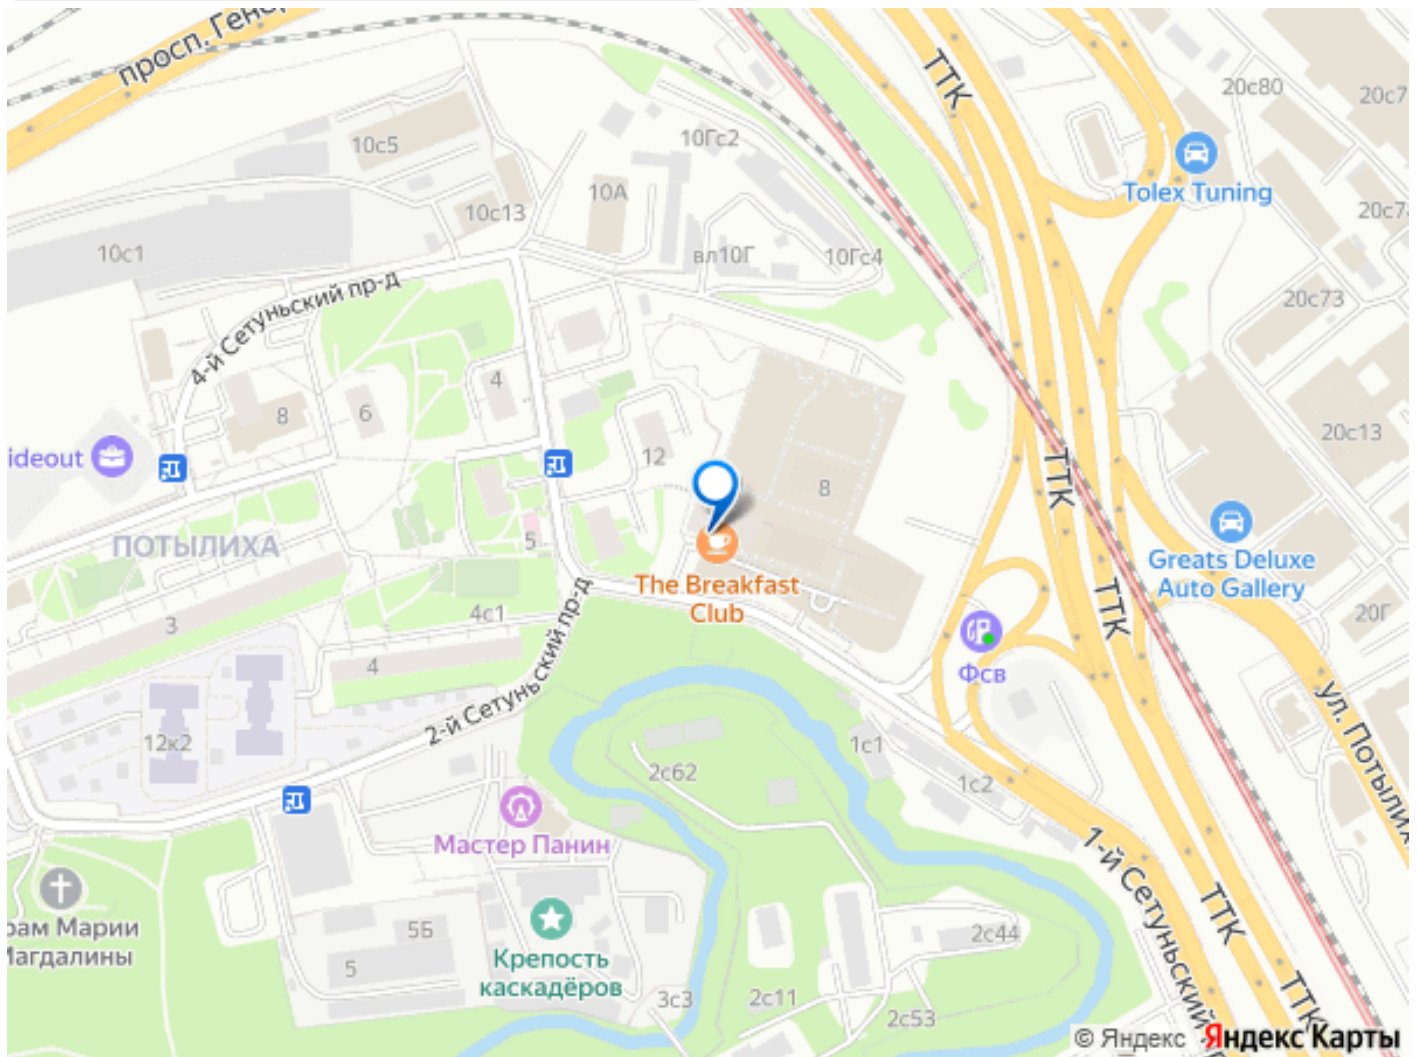 просп. Генер
ТТК
20с80
20с7
10с5
10Гс2
Tolex Tuning
10А
10с13
20с7
10с1
вл10Г
10Гс4
4-й Сетуньский пр-д
20с73
4
6
8
20с13
ideout
12
8
ТТК
ПОТЫЛИХА
5
The Breakfast
Club
Greats Deluxe
Auto Gallery
ТТК
4с1
3
20Г
4
Фсв
2-й Сетуньский пр-д
ул. Потылиха
12к2
1с1
2с62
1с2
Мастер Панин
1-й Сетуньский п
рам Марии
Магдалины
5Б
ТТК
2с44
Крепость
каскадёров
5
3с3
2с11
2с53
ТТК
© Яндекс Яндекс Карты